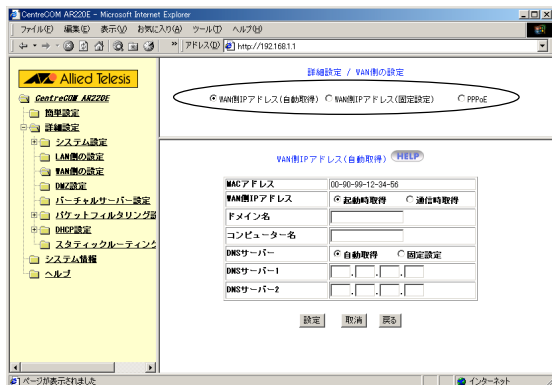 CentreCOM AR220E - Microsoft Internet Explorer
ファイル(F) 編集(E) 表示(V) お気に入り(A) ツール(T) ヘルプ(H)
アドレス(D) http://192.168.1.1
Allied Telesis
CentreCOM AR220E
簡単設定
詳細設定
システム設定
LAN側の設定
WAN側の設定
DMZ設定
バーチャルサーバー設定
パケットフィルタリング設
DHCP設定
スタティックルーティング
システム情報
ヘルプ
詳細設定 / WAN側の設定
WAN側IPアドレス(自動取得) WAN側IPアドレス(固定設定) PPPoE
WAN側IPアドレス(自動取得) HELP
MACアドレス 00-90-99-12-34-56
WAN側IPアドレス 起動時取得 通信時取得
ドメイン名
コンピューター名
DNSサーバー 自動取得 固定設定
DNSサーバー1 . . .
DNSサーバー2 . . .
設定 取消 戻る
ページが表示されました インターネット